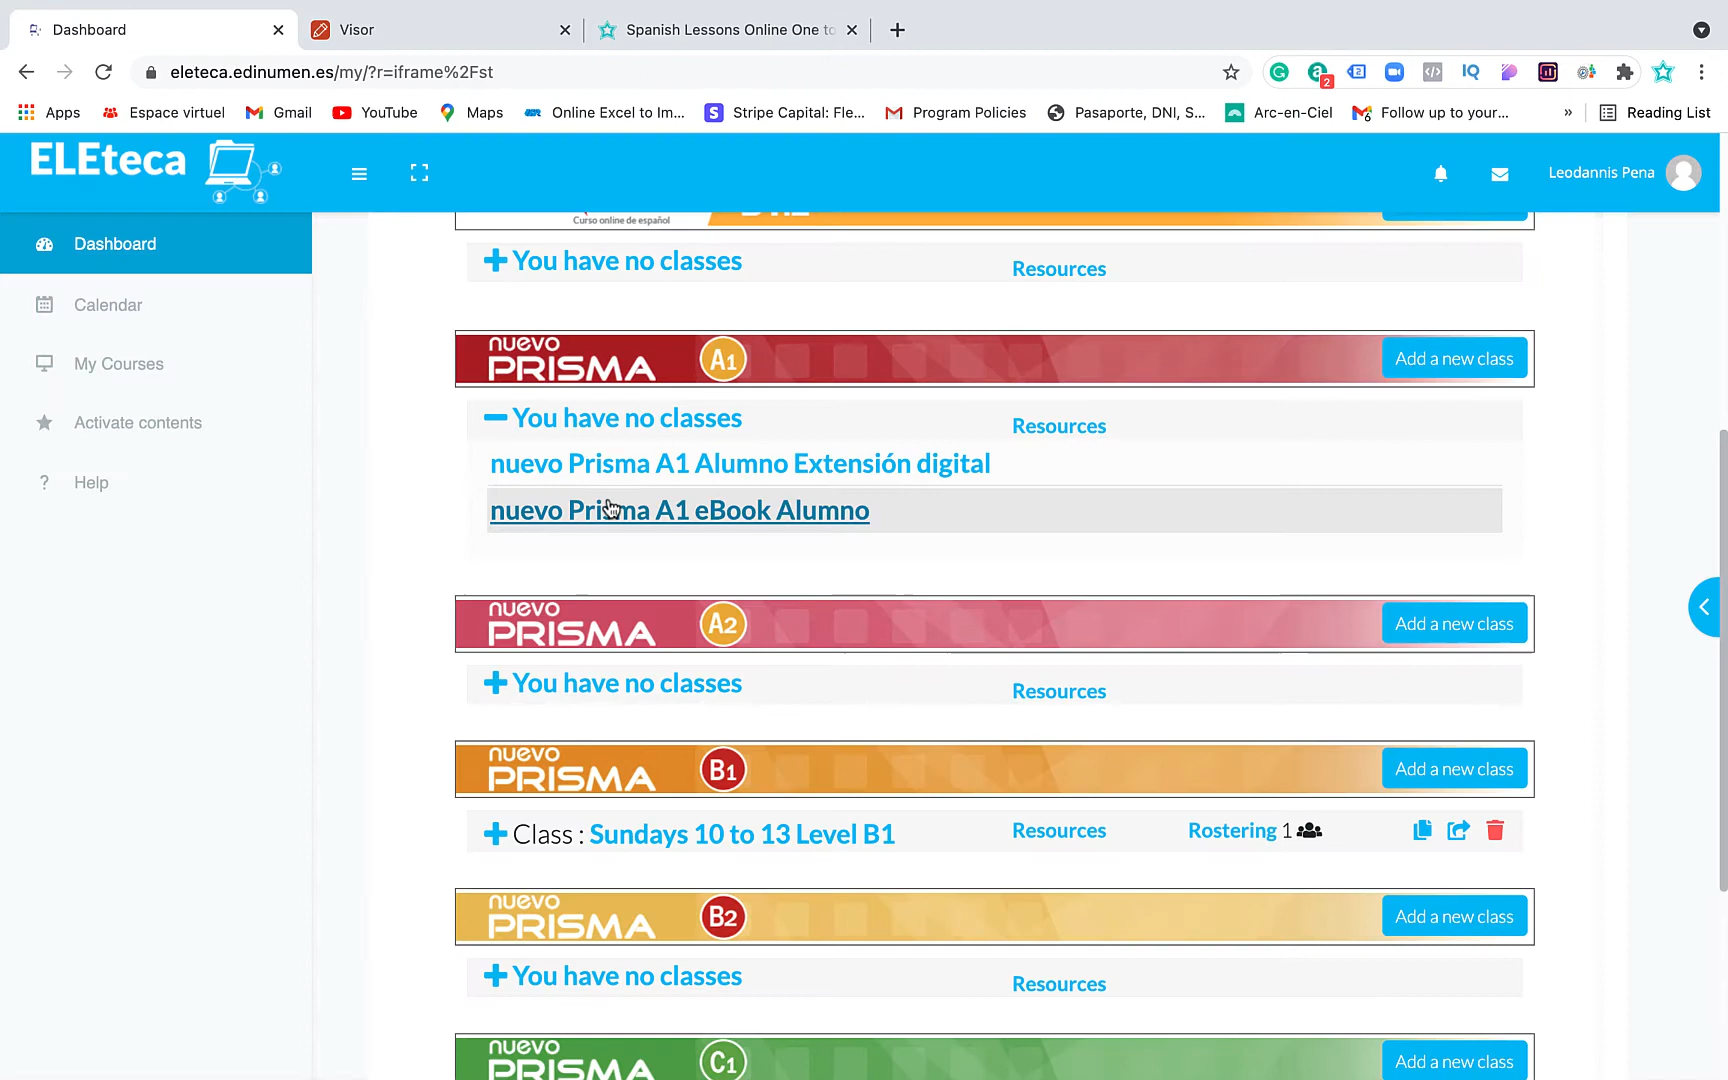 Dashboard
Visor
Spanish Lessons Online One to
eleteca.edinumen.es/my/?r=iframe%2Fst
2
Apps
Espace virtuel
Gmail
YouTube
Maps
Online Excel to Im...
Stripe Capital: Fle...
Program Policies
Pasaporte, DNI, S...
Arc-en-Ciel
Follow up to your...
»
Reading List
ELEteca
Leodannis Pena
Dashboard
Calendar
My Courses
Activate contents
? Help
Curso online de español
You have no classes
Resources
nuevo PRISMA A1
Add a new class
You have no classes
Resources
nuevo Prisma A1 Alumno Extensión digital
nuevo Prisma A1 eBook Alumno
nuevo PRISMA A2
Add a new class
You have no classes
Resources
nuevo PRISMA B1
Add a new class
Class : Sundays 10 to 13 Level B1
Resources
Rostering 1
nuevo PRISMA B2
Add a new class
You have no classes
Resources
nuevo PRISMA C1
Add a new class